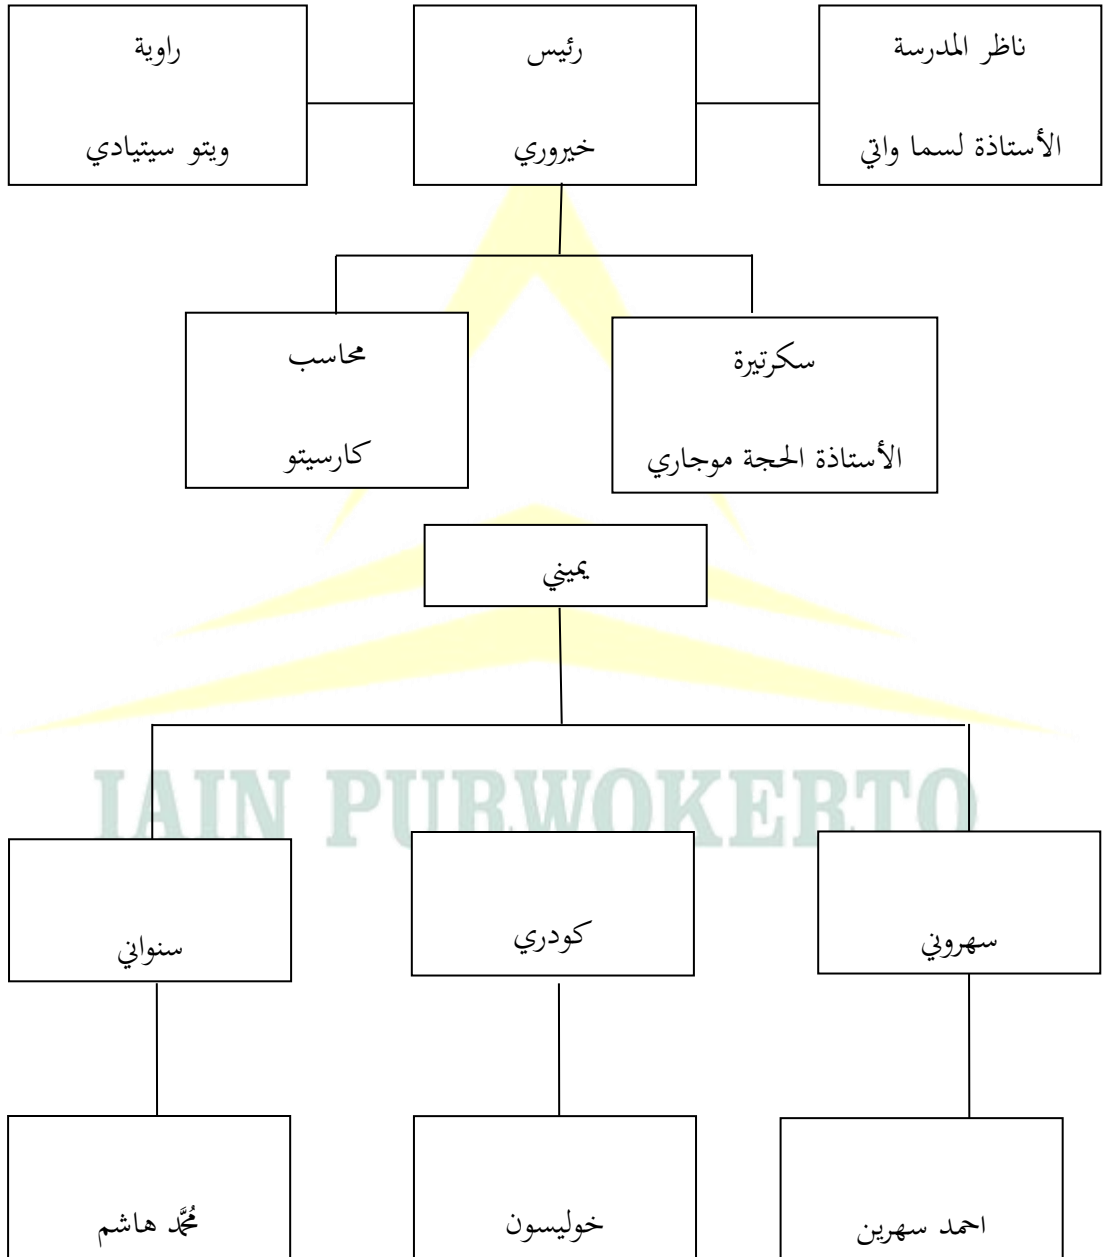 ناظر المدرسة
الأستاذة لسما واتي
رئيس
خيروري
راوية
ويتو سيتيادي
سكرتيرة
الأستاذة الحجة موجاري
محاسب
كارسيتو
يميني
IAIN PURWOKERTO
سهروني
كودري
سنواني
احمد سهرين
خوليسون
مُحَمَّد هاشم